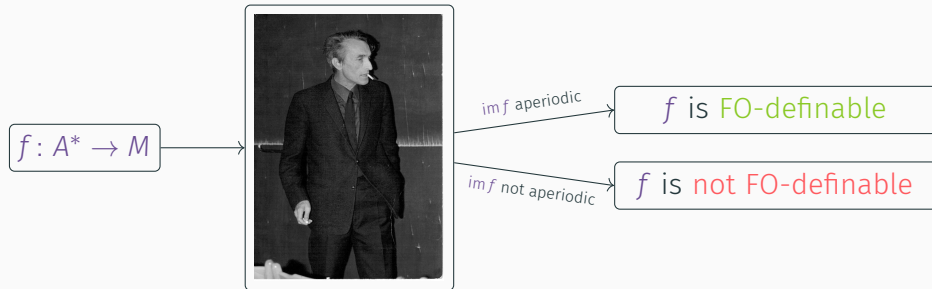 f : A* → M
im f aperiodic
f is FO-definable
im f not aperiodic
f is not FO-definable